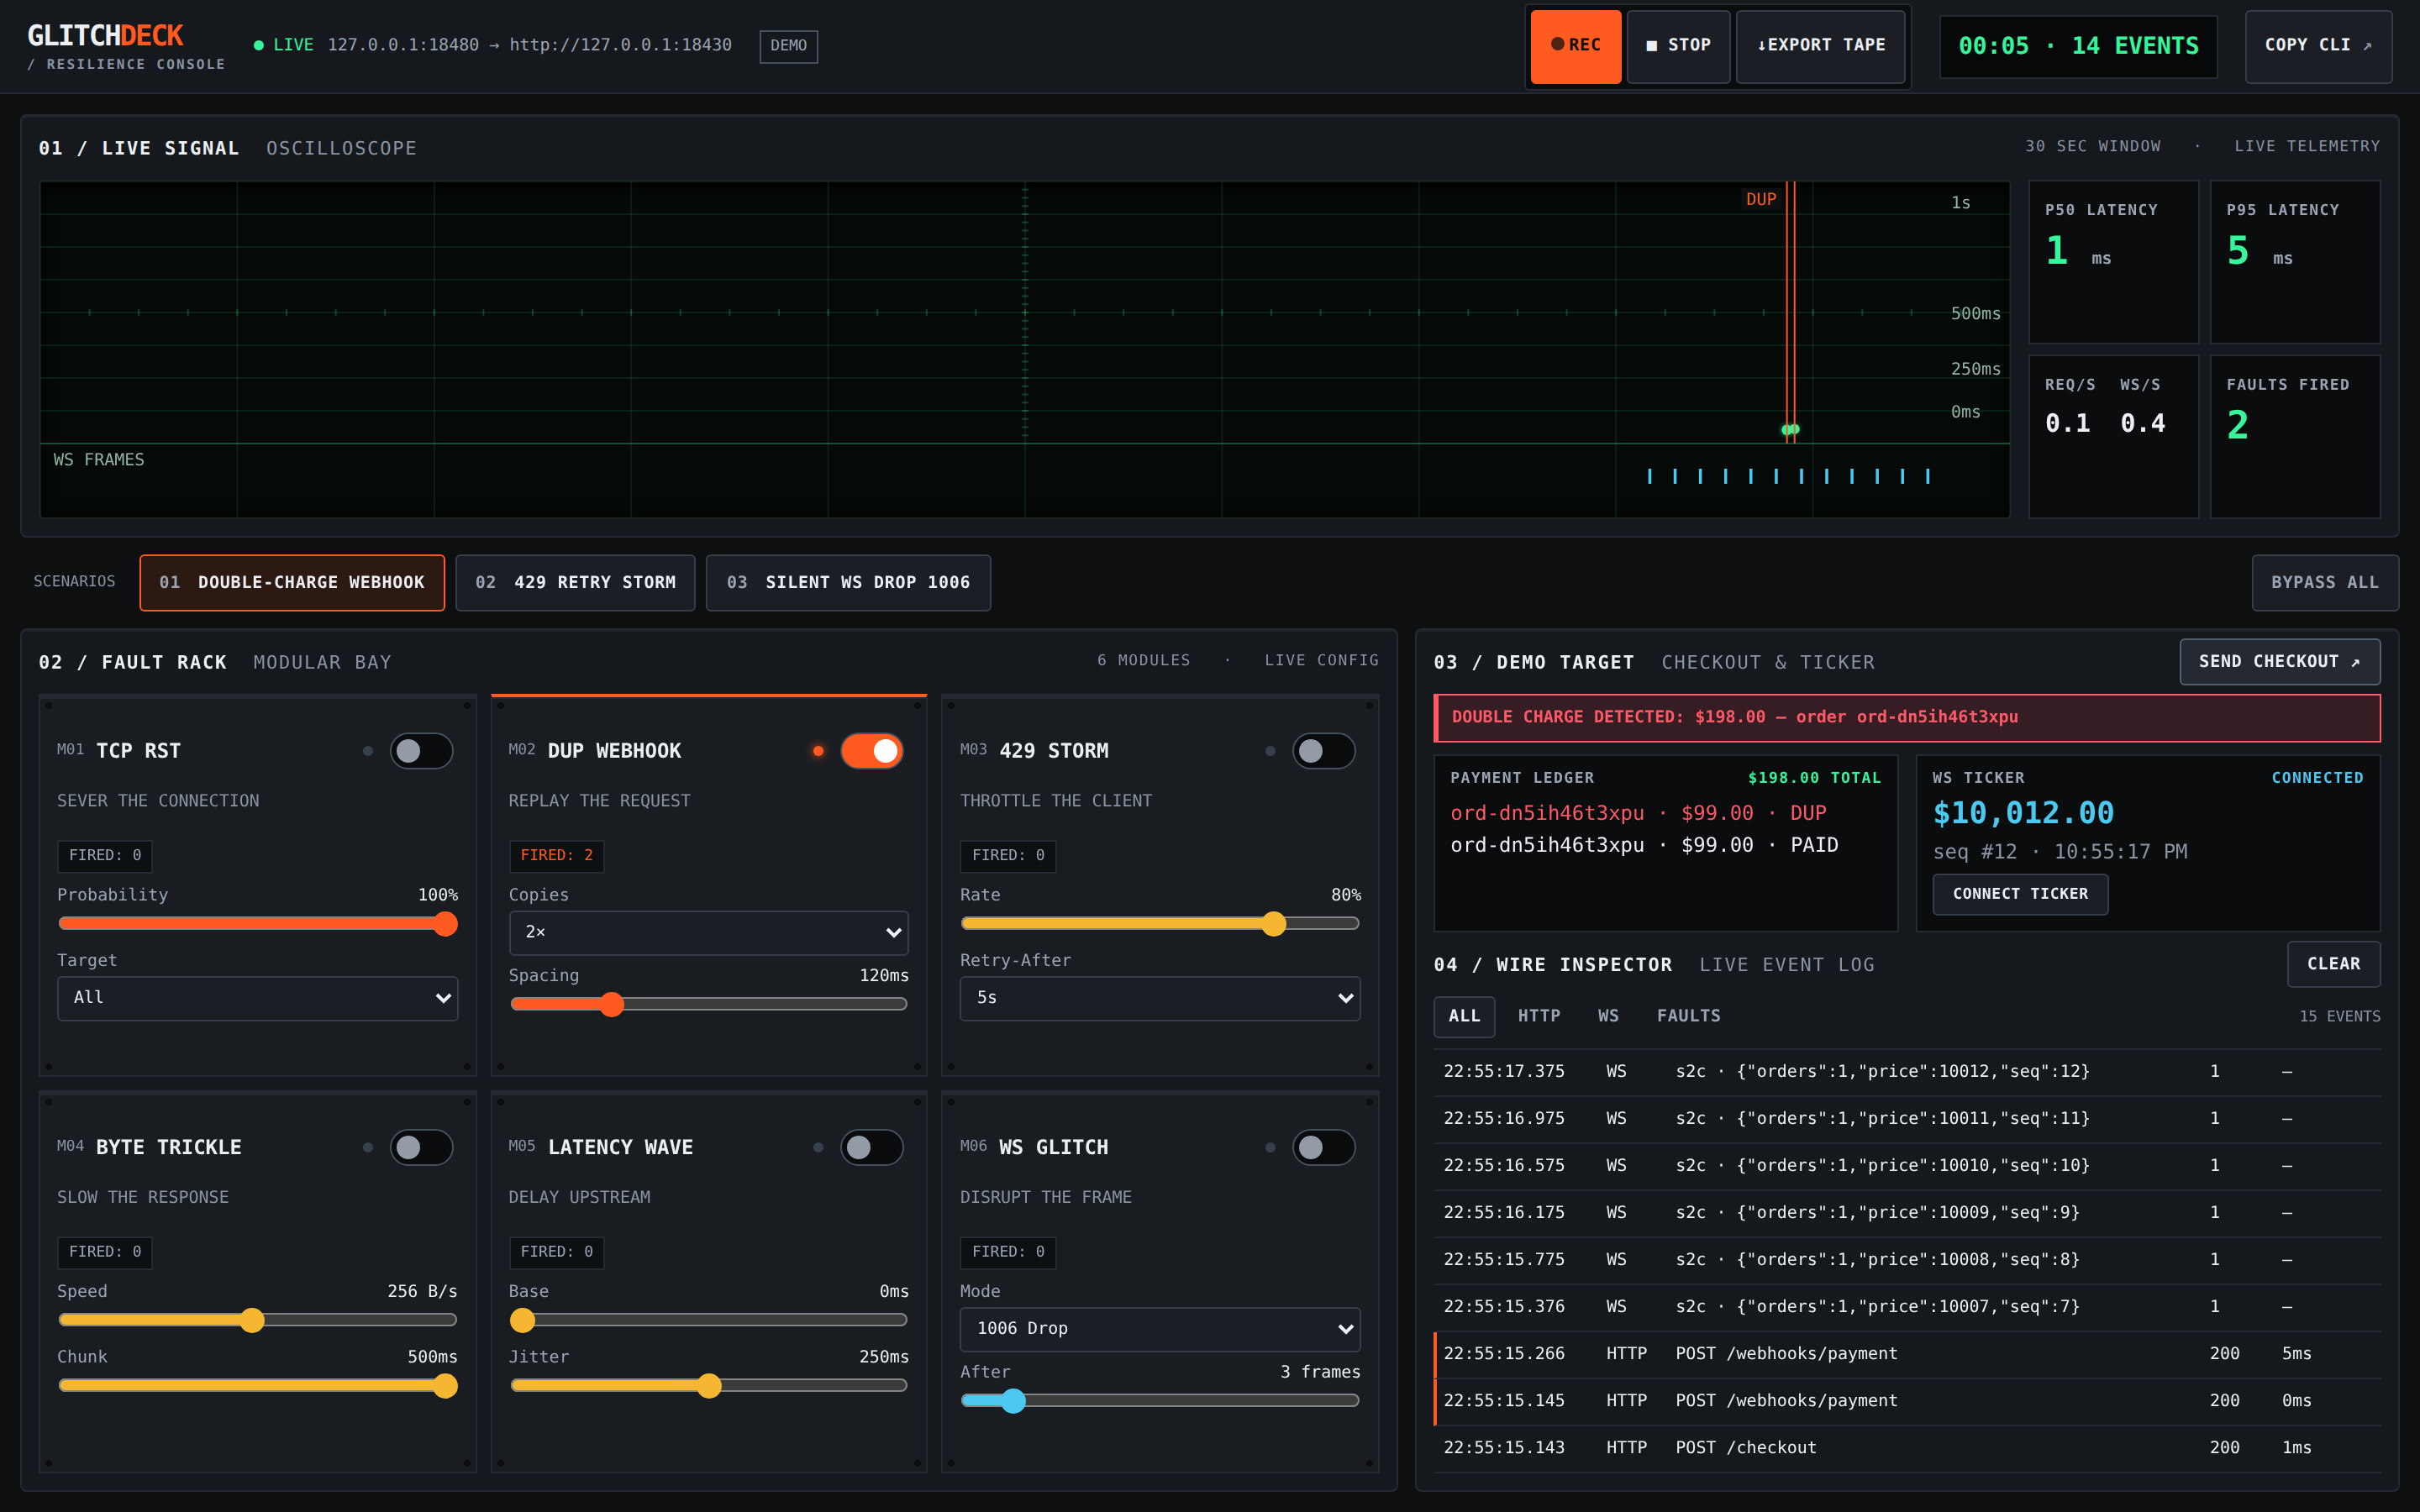 GLITCHDECK
/ RESILIENCE CONSOLE
● LIVE 127.0.0.1:18480 → http://127.0.0.1:18430 DEMO
● REC ■ STOP ↓EXPORT TAPE
00:05 · 14 EVENTS
COPY CLI ↗
01 / LIVE SIGNAL OSCILLOSCOPE
30 SEC WINDOW · LIVE TELEMETRY
DUP
1s
500ms
250ms
0ms
WS FRAMES
P50 LATENCY
1 ms
P95 LATENCY
5 ms
REQ/S WS/S
0.1 0.4
FAULTS FIRED
2
SCENARIOS
01 DOUBLE-CHARGE WEBHOOK
02 429 RETRY STORM
03 SILENT WS DROP 1006
BYPASS ALL
02 / FAULT RACK MODULAR BAY
6 MODULES · LIVE CONFIG
M01 TCP RST
SEVER THE CONNECTION
FIRED: 0
Probability 100%
Target
All
M02 DUP WEBHOOK
REPLAY THE REQUEST
FIRED: 2
Copies
2×
Spacing 120ms
M03 429 STORM
THROTTLE THE CLIENT
FIRED: 0
Rate 80%
Retry-After
5s
M04 BYTE TRICKLE
SLOW THE RESPONSE
FIRED: 0
Speed 256 B/s
Chunk 500ms
M05 LATENCY WAVE
DELAY UPSTREAM
FIRED: 0
Base 0ms
Jitter 250ms
M06 WS GLITCH
DISRUPT THE FRAME
FIRED: 0
Mode
1006 Drop
After 3 frames
03 / DEMO TARGET CHECKOUT & TICKER
SEND CHECKOUT ↗
DOUBLE CHARGE DETECTED: $198.00 — order ord-dn5ih46t3xpu
PAYMENT LEDGER $198.00 TOTAL
ord-dn5ih46t3xpu · $99.00 · DUP
ord-dn5ih46t3xpu · $99.00 · PAID
WS TICKER CONNECTED
$10,012.00
seq #12 · 10:55:17 PM
CONNECT TICKER
04 / WIRE INSPECTOR LIVE EVENT LOG
CLEAR
ALL HTTP WS FAULTS
15 EVENTS
22:55:17.375 WS s2c · {"orders":1,"price":10012,"seq":12} 1 —
22:55:16.975 WS s2c · {"orders":1,"price":10011,"seq":11} 1 —
22:55:16.575 WS s2c · {"orders":1,"price":10010,"seq":10} 1 —
22:55:16.175 WS s2c · {"orders":1,"price":10009,"seq":9} 1 —
22:55:15.775 WS s2c · {"orders":1,"price":10008,"seq":8} 1 —
22:55:15.376 WS s2c · {"orders":1,"price":10007,"seq":7} 1 —
22:55:15.266 HTTP POST /webhooks/payment 200 5ms
22:55:15.145 HTTP POST /webhooks/payment 200 0ms
22:55:15.143 HTTP POST /checkout 200 1ms